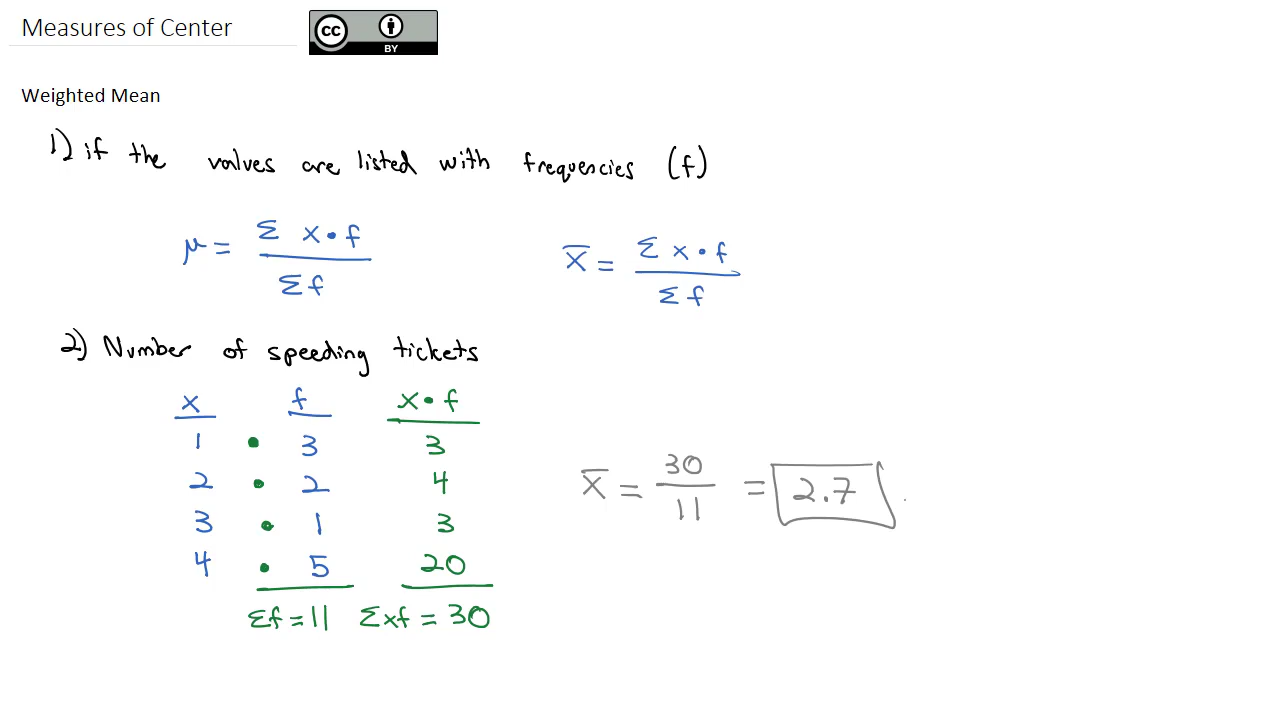 Measures of Center
cc BY
Weighted Mean
1) if the values are listed with frequencies (f)
μ = Σ x • f / Σ f
x̄ = Σ x • f / Σ f
2) Number of speeding tickets
x f x • f
1 • 3 3
2 • 2 4
3 • 1 3
4 • 5 20
Σf = 11 Σxf = 30
x̄ = 30 / 11 = 2.7